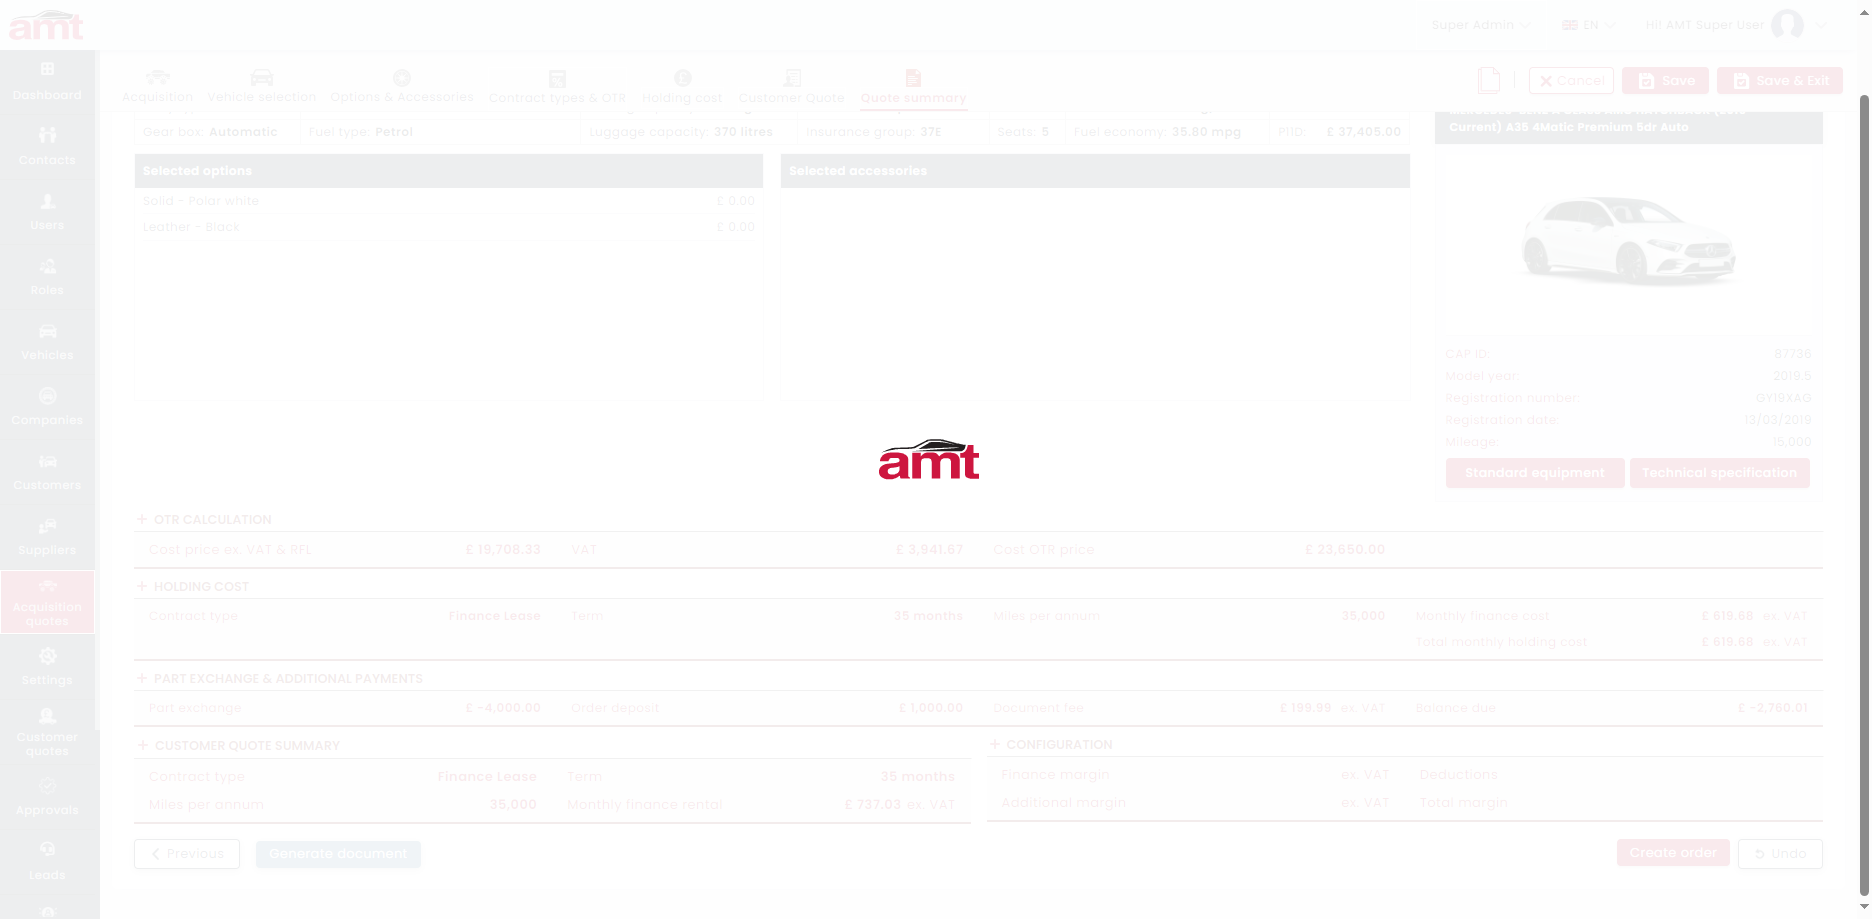 amt
Super Admin
EN
Hi! AMT Super User
Acquisition
Vehicle selection
Options & Accessories
Contract types & OTR
Holding cost
Customer Quote
Quote summary
Cancel
Save
Save & Exit
Dashboard
Contacts
Users
Roles
Vehicles
Companies
Customers
Suppliers
Acquisition
quotes
Settings
Customer
quotes
Approvals
Leads
Gear box: Automatic
Fuel type: Petrol
Luggage capacity: 370 litres
Insurance group: 37E
Seats: 5
Fuel economy: 35.80 mpg
P11D: £ 37,405.00
Current) A35 4Matic Premium 5dr Auto
Selected options
Solid - Polar white £ 0.00
Leather - Black £ 0.00
Selected accessories
CAP ID: 87736
Model year: 2019.5
Registration number: GY19XAG
Registration date: 13/03/2019
Mileage: 15,000
Standard equipment
Technical specification
amt
+ OTR CALCULATION
Cost price ex. VAT & RFL £ 19,708.33 VAT £ 3,941.67 Cost OTR price £ 23,650.00
+ HOLDING COST
Contract type Finance Lease Term 35 months Miles per annum 35,000 Monthly finance cost £ 619.68 ex. VAT
Total monthly holding cost £ 619.68 ex. VAT
+ PART EXCHANGE & ADDITIONAL PAYMENTS
Part exchange £ -4,000.00 Order deposit £ 1,000.00 Document fee £ 199.99 ex. VAT Balance due £ -2,760.01
+ CUSTOMER QUOTE SUMMARY
Contract type Finance Lease Term 35 months
Miles per annum 35,000 Monthly finance rental £ 737.03 ex. VAT
+ CONFIGURATION
Finance margin ex. VAT Deductions
Additional margin ex. VAT Total margin
Previous
Generate document
Create order
Undo